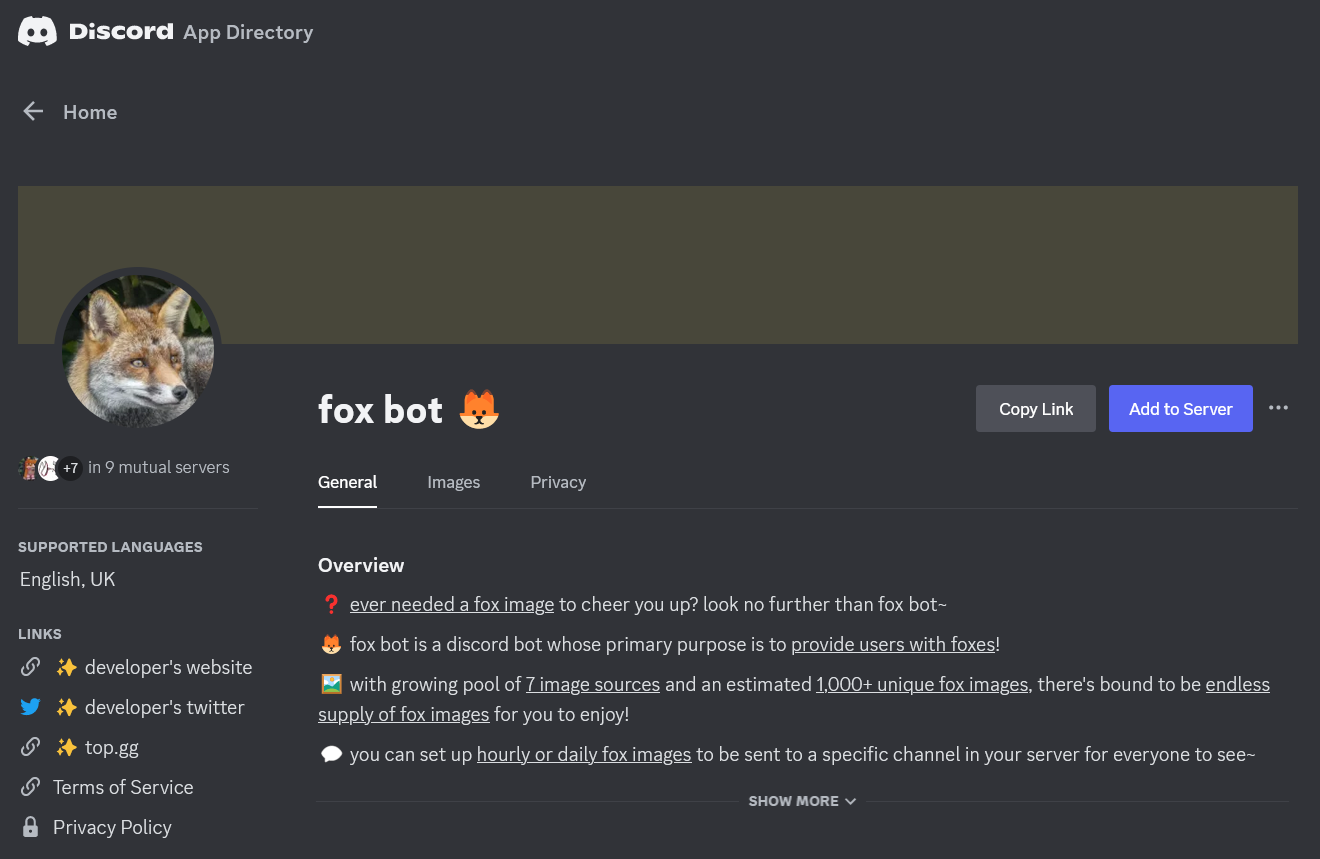 Discord App Directory
Home
fox bot 🦊
Copy Link
Add to Server
+7 in 9 mutual servers
General
Images
Privacy
SUPPORTED LANGUAGES
English, UK
LINKS
✨ developer's website
✨ developer's twitter
✨ top.gg
Terms of Service
Privacy Policy
Overview
❓ ever needed a fox image to cheer you up? look no further than fox bot~
🦊 fox bot is a discord bot whose primary purpose is to provide users with foxes!
🖼️ with growing pool of 7 image sources and an estimated 1,000+ unique fox images, there's bound to be endless
supply of fox images for you to enjoy!
💬 you can set up hourly or daily fox images to be sent to a specific channel in your server for everyone to see~
SHOW MORE